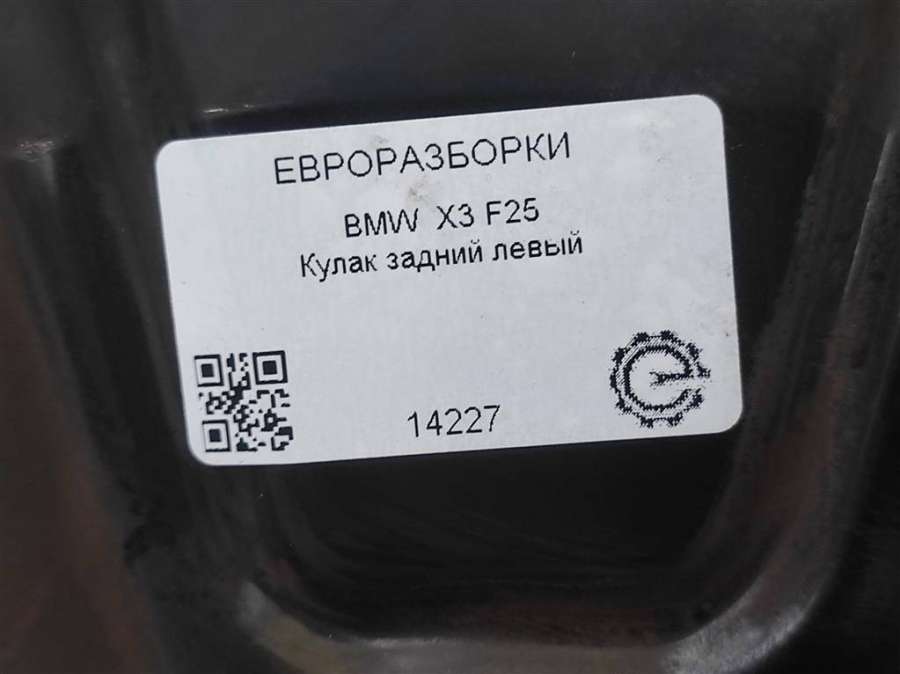 ЕВРОРАЗБОРКИ
BMW X3 F25
Кулак задний левый
14227